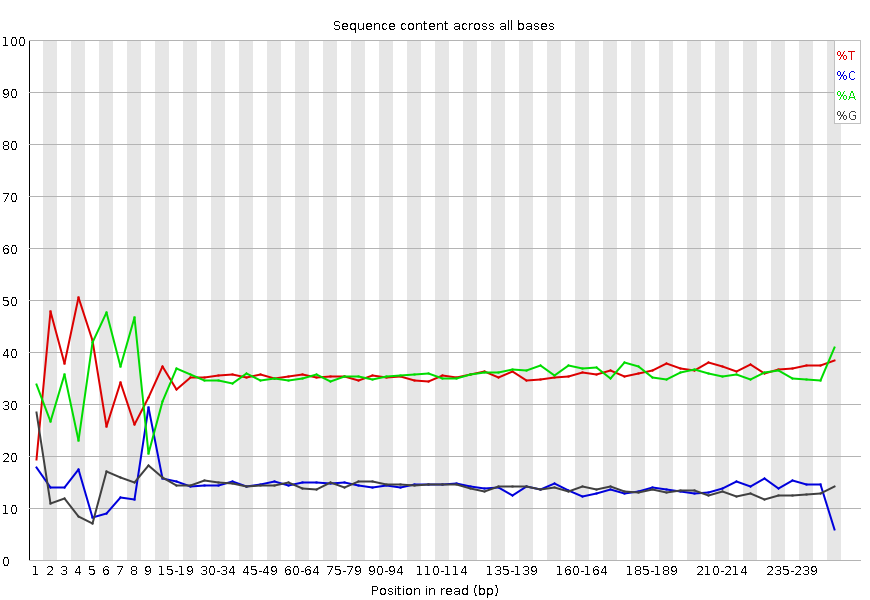 Sequence content across all bases
100
90
80
70
60
50
40
30
20
10
0
%T
%C
%A
%G
1 2 3 4 5 6 7 8 9 15-19 30-34 45-49 60-64 75-79 90-94 110-114 135-139 160-164 185-189 210-214 235-239
Position in read (bp)